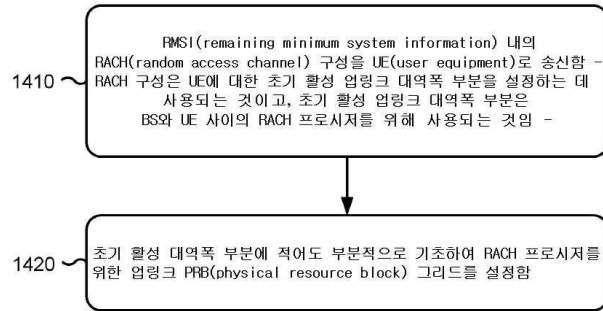 RMSI(remaining minimum system information) 내의
RACH(random access channel) 구성을 UE(user equipment)로 송신함 -
1410
RACH 구성은 UE에 대한 초기 활성 업링크 대역폭 부분을 설정하는 데
사용되는 것이고, 초기 활성 업링크 대역폭 부분은
BS와 UE 사이의 RACH 프로시저를 위해 사용되는 것임 -
초기 활성 대역폭 부분에 적어도 부분적으로 기초하여 RACH 프로시저를
1420
위한 업링크 PRB(physical resource block) 그리드를 설정함